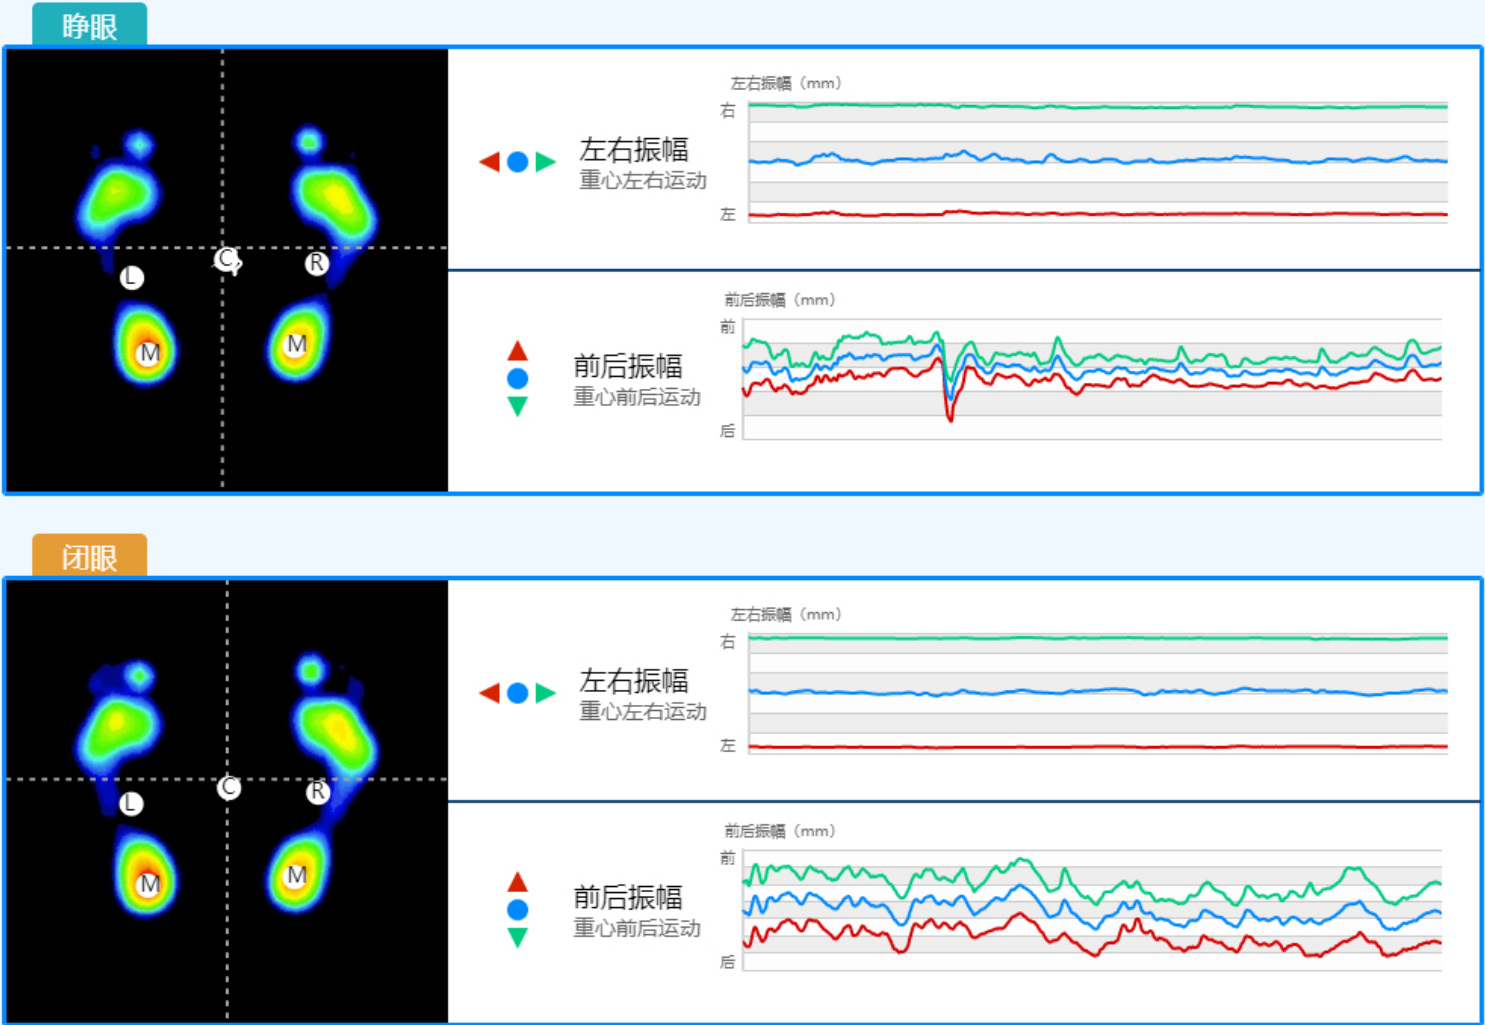 睁眼
左右振幅（mm）
右
左右振幅
重心左右运动
左
L
C
R
M
M
前后振幅（mm）
前
前后振幅
重心前后运动
后
闭眼
左右振幅（mm）
右
左右振幅
重心左右运动
左
L
C
R
M
M
前后振幅（mm）
前
前后振幅
重心前后运动
后